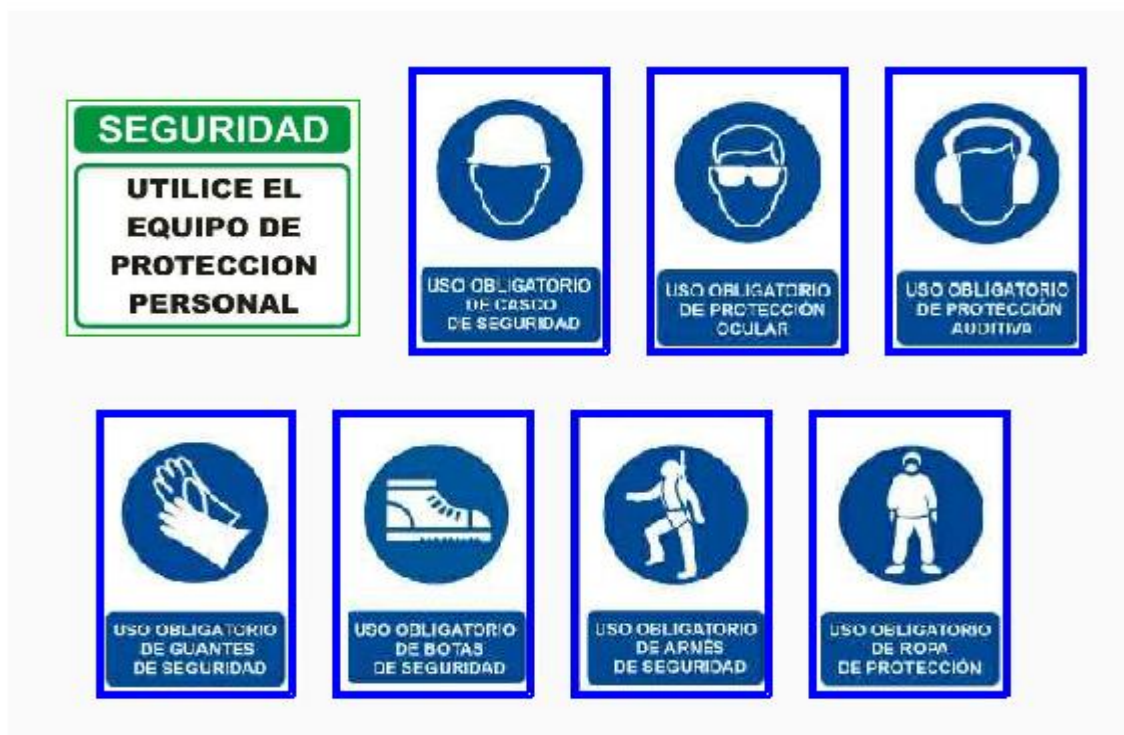 SEGURIDAD
UTILICE EL
EQUIPO DE
PROTECCION
PERSONAL
USO OBLIGATORIO
DE CASCO
DE SEGURIDAD
USO OBLIGATORIO
DE PROTECCIÓN
OCULAR
USO OBLIGATORIO
DE PROTECCIÓN
AUDITIVA
USO OBLIGATORIO
DE GUANTES
DE SEGURIDAD
USO OBLIGATORIO
DE BOTAS
DE SEGURIDAD
USO OBLIGATORIO
DE ARNÉS
DE SEGURIDAD
USO OBLIGATORIO
DE ROPA
DE PROTECCIÓN